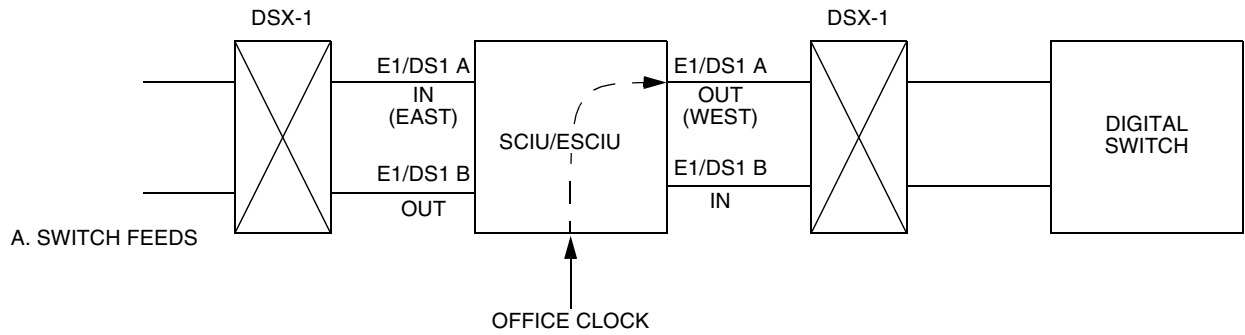 DSX-1
DSX-1
E1/DS1 A
IN
(EAST)
E1/DS1 A
OUT
(WEST)
SCIU/ESCIU
DIGITAL
SWITCH
E1/DS1 B
OUT
E1/DS1 B
IN
A. SWITCH FEEDS
OFFICE CLOCK